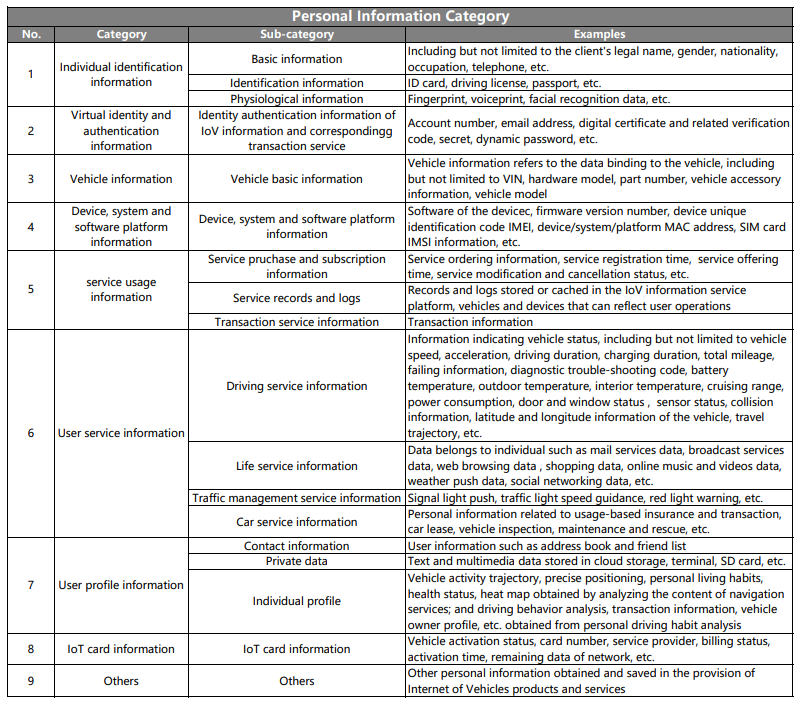 Personal Information Category
No. Category Sub-category Examples
1
Individual identification
information
Basic information
Including but not limited to the client's legal name, gender, nationality,
occupation, telephone, etc.
Identification information
ID card, driving license, passport, etc.
Physiological information
Fingerprint, voiceprint, facial recognition data, etc.
2
Virtual identity and
authentication
information
Identity authentication information of
IoV information and correspondingg
transaction service
Account number, email address, digital certificate and related verification
code, secret, dynamic password, etc.
3
Vehicle information
Vehicle basic information
Vehicle information refers to the data binding to the vehicle, including
but not limited to VIN, hardware model, part number, vehicle accessory
information, vehicle model
4
Device, system and
software platform
information
Device, system and software platform
information
Software of the devicec, firmware version number, device unique
identification code IMEI, device/system/platform MAC address, SIM card
IMSI information, etc.
5
service usage
information
Service pruchase and subscription
information
Service ordering information, service registration time, service offering
time, service modification and cancellation status, etc.
Service records and logs
Records and logs stored or cached in the IoV information service
platform, vehicles and devices that can reflect user operations
Transaction service information
Transaction information
6
User service information
Driving service information
Information indicating vehicle status, including but not limited to vehicle
speed, acceleration, driving duration, charging duration, total mileage,
failing information, diagnostic trouble-shooting code, battery
temperature, outdoor temperature, interior temperature, cruising range,
power consumption, door and window status , sensor status, collision
information, latitude and longitude information of the vehicle, travel
trajectory, etc.
Life service information
Data belongs to individual such as mail services data, broadcast services
data, web browsing data , shopping data, online music and videos data,
weather push data, social networking data, etc.
Traffic management service information
Signal light push, traffic light speed guidance, red light warning, etc.
Car service information
Personal information related to usage-based insurance and transaction,
car lease, vehicle inspection, maintenance and rescue, etc.
7
User profile information
Contact information
User information such as address book and friend list
Private data
Text and multimedia data stored in cloud storage, terminal, SD card, etc.
Individual profile
Vehicle activity trajectory, precise positioning, personal living habits,
health status, heat map obtained by analyzing the content of navigation
services; and driving behavior analysis, transaction information, vehicle
owner profile, etc. obtained from personal driving habit analysis
8
IoT card information
IoT card information
Vehicle activation status, card number, service provider, billing status,
activation time, remaining data of network, etc.
9
Others
Others
Other personal information obtained and saved in the provision of
Internet of Vehicles products and services